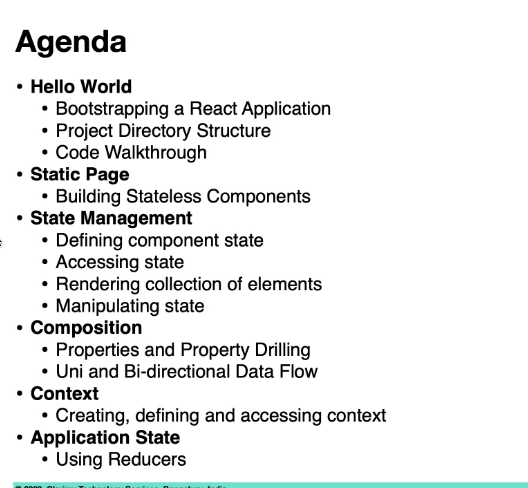 Agenda
• Hello World
• Bootstrapping a React Application
• Project Directory Structure
• Code Walkthrough
• Static Page
• Building Stateless Components
• State Management
• Defining component state
• Accessing state
• Rendering collection of elements
• Manipulating state
• Composition
• Properties and Property Drilling
• Uni and Bi-directional Data Flow
• Context
• Creating, defining and accessing context
• Application State
• Using Reducers